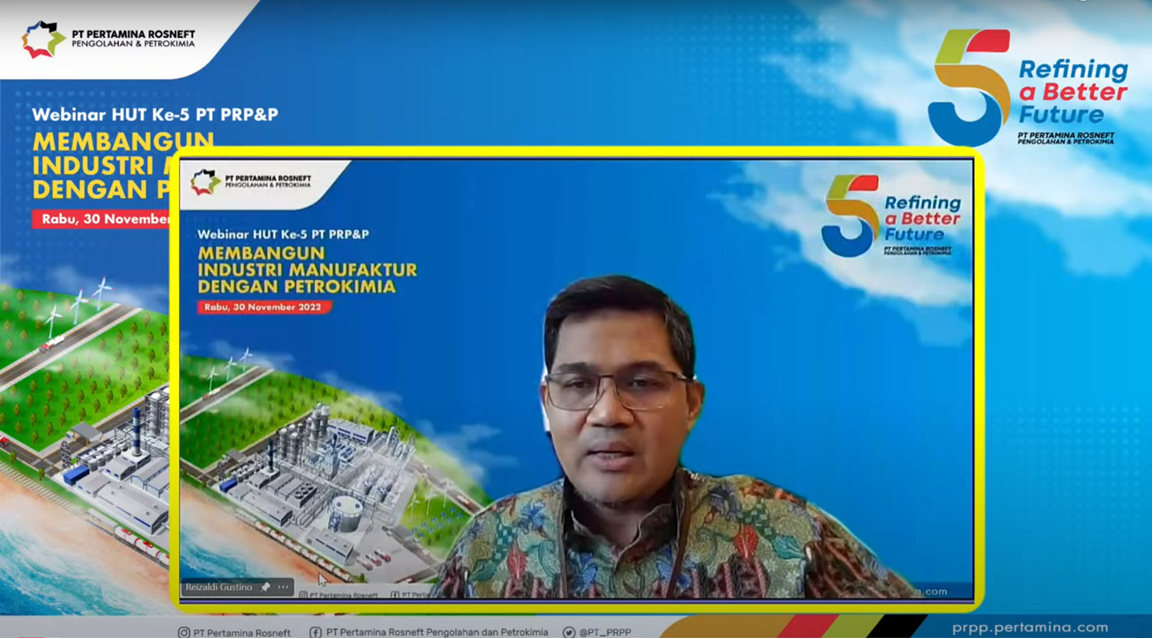 PT PERTAMINA ROSNEFT
PENGOLAHAN & PETROKIMIA
5 Refining
a Better
Future
PT PERTAMINA ROSNEFT
PENGOLAHAN & PETROKIMIA
Webinar HUT Ke-5 PT PRP&P
MEMBANGUN
INDUSTRI
DENGAN
Rabu, 30 November
PT PERTAMINA ROSNEFT
PENGOLAHAN & PETROKIMIA
5 Refining
a Better
Future
PT PERTAMINA ROSNEFT
PENGOLAHAN & PETROKIMIA
Webinar HUT Ke-5 PT PRP&P
MEMBANGUN
INDUSTRI MANUFAKTUR
DENGAN PETROKIMIA
Rabu, 30 November 2022
Reizaldi Gustino
PT Pertamina Rosneft
.com
PT Pertamina Rosneft
PT Pertamina Rosneft Pengolahan dan Petrokimia
@PT_PRPP
prpp.pertamina.com